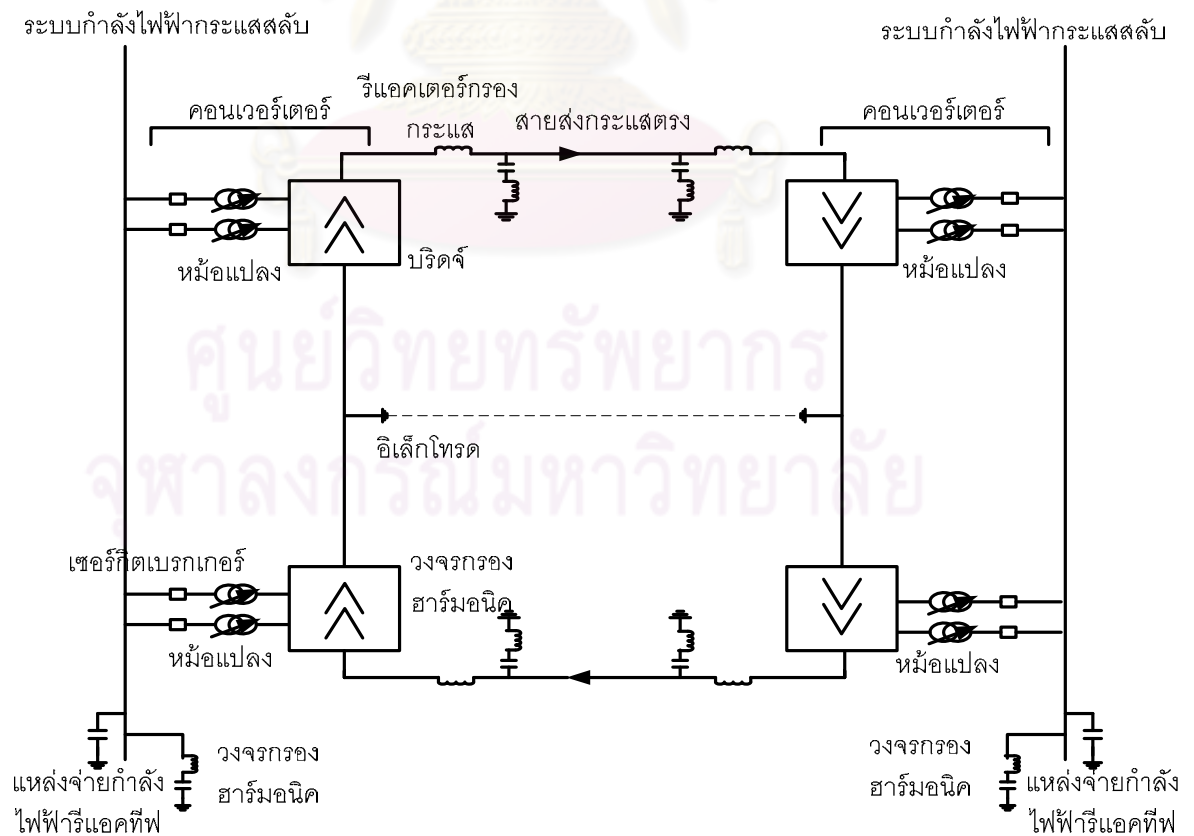 ระบบกำลังไฟฟ้ากระแสสลับ
ระบบกำลังไฟฟ้ากระแสสลับ
คอนเวอร์เตอร์
รีแอคเตอร์กรอง
กระแส
สายส่งกระแสตรง
คอนเวอร์เตอร์
หม้อแปลง
บริดจ์
หม้อแปลง
ศูนย์วิทยทรัพยากร
อิเล็กโทรด
จุฬาลงกรณ์มหาวิทยาลัย
เซอร์กิตเบรกเกอร์
วงจรกรอง
ฮาร์มอนิค
หม้อแปลง
หม้อแปลง
วงจรกรอง
ฮาร์มอนิค
แหล่งจ่ายกำลัง
ไฟฟ้ารีแอคทีฟ
วงจรกรอง
ฮาร์มอนิค
แหล่งจ่ายกำลัง
ไฟฟ้ารีแอคทีฟ